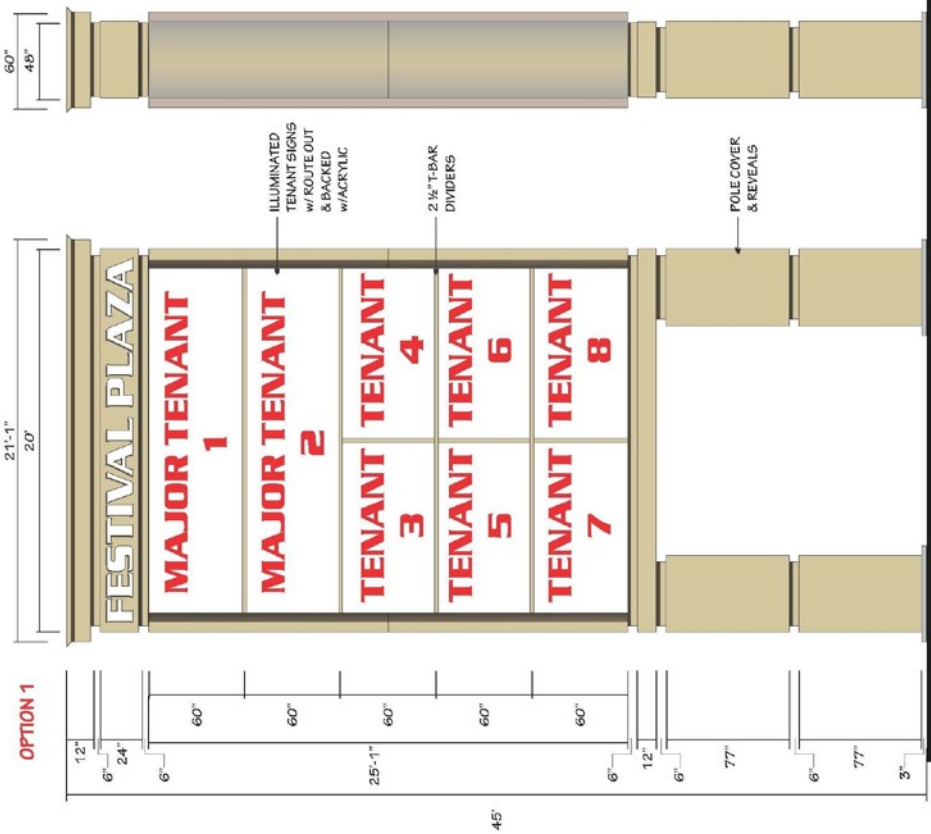 OPTION 1
21'-1"
20'
60"
48"
FESTIVAL PLAZA
MAJOR TENANT
1
MAJOR TENANT
2
TENANT
3
TENANT
4
TENANT
5
TENANT
6
TENANT
7
TENANT
8
ILLUMINATED
TENANT SIGNS
w/ ROUTE OUT
& BACKED
w/ACRYLIC
2 ½" T-BAR
DIVIDERS
POLE COVER
& REVEALS
12"
6"
24"
6"
60"
60"
60"
60"
60"
25'-1"
6"
12"
6"
77"
6"
77"
3"
45'